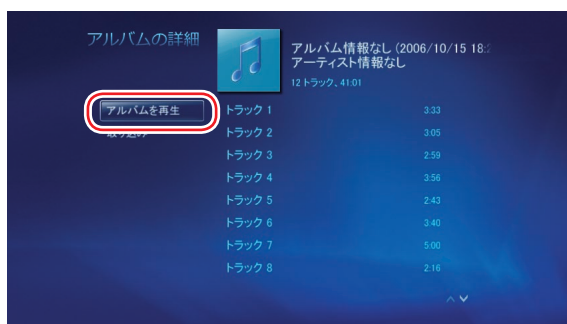 アルバムの詳細
アルバム情報なし (2006/10/15 18:2
アーティスト情報なし
12 トラック、41:01
アルバムを再生
取り込み
トラック 1 3:33
トラック 2 3:05
トラック 3 2:59
トラック 4 3:56
トラック 5 2:43
トラック 6 3:40
トラック 7 5:00
トラック 8 2:16